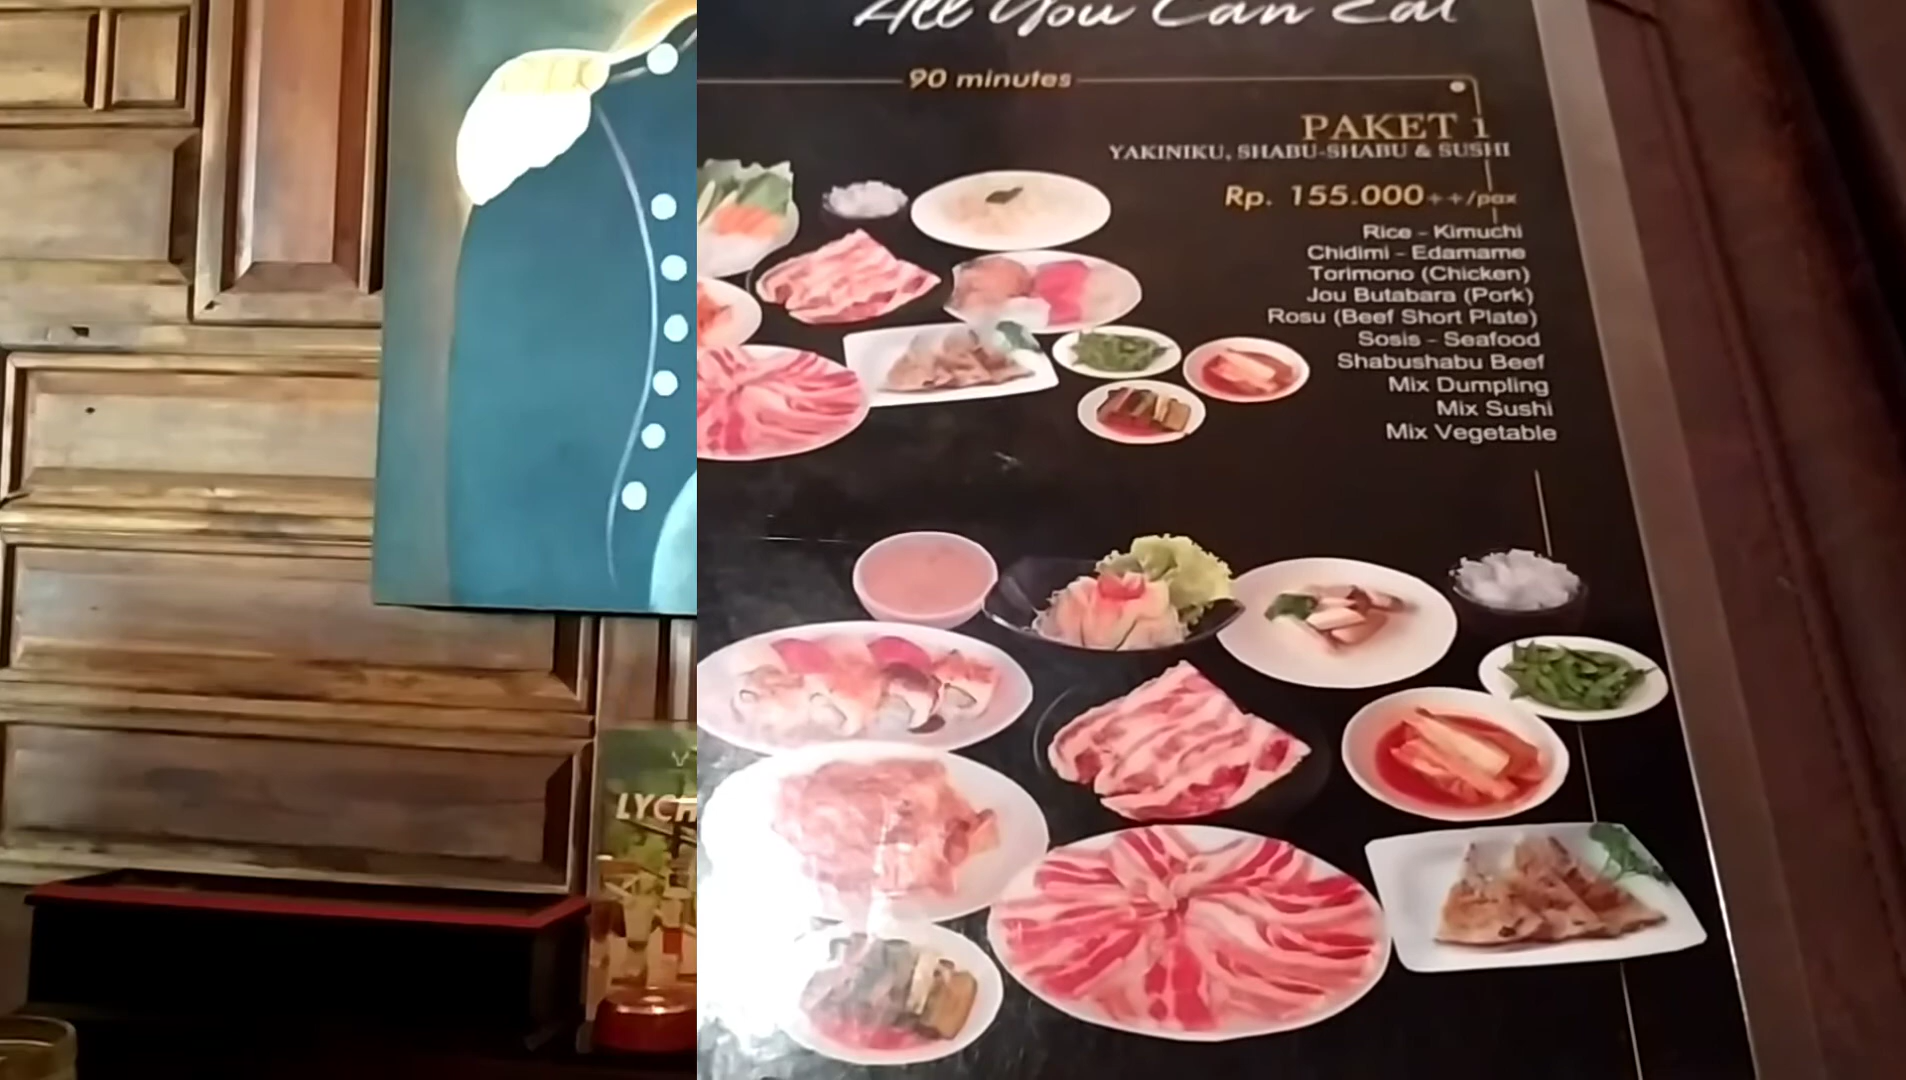 All You Can Eat
90 minutes
PAKET 1
YAKINIKU, SHABU-SHABU & SUSHI
Rp. 155.000++/pax
Rice - Kimuchi
Chidimi - Edamame
Torimono (Chicken)
Jou Butabara (Pork)
Rosu (Beef Short Plate)
Sosis - Seafood
Shabushabu Beef
Mix Dumpling
Mix Sushi
Mix Vegetable
LYCH